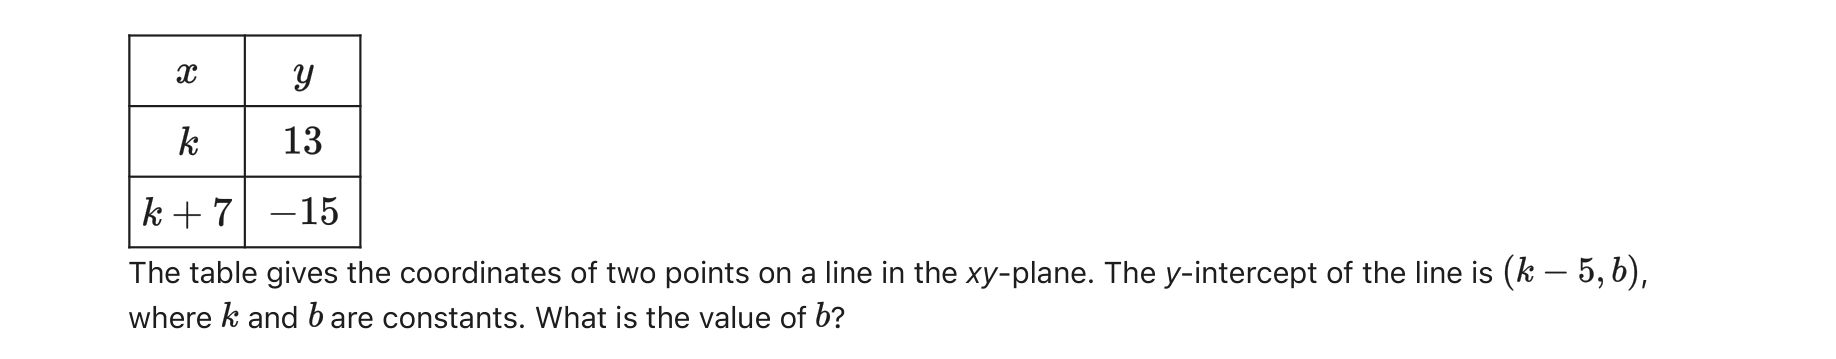 x y
k 13
k + 7 −15
The table gives the coordinates of two points on a line in the xy-plane. The y-intercept of the line is (k − 5, b),
where k and b are constants. What is the value of b?